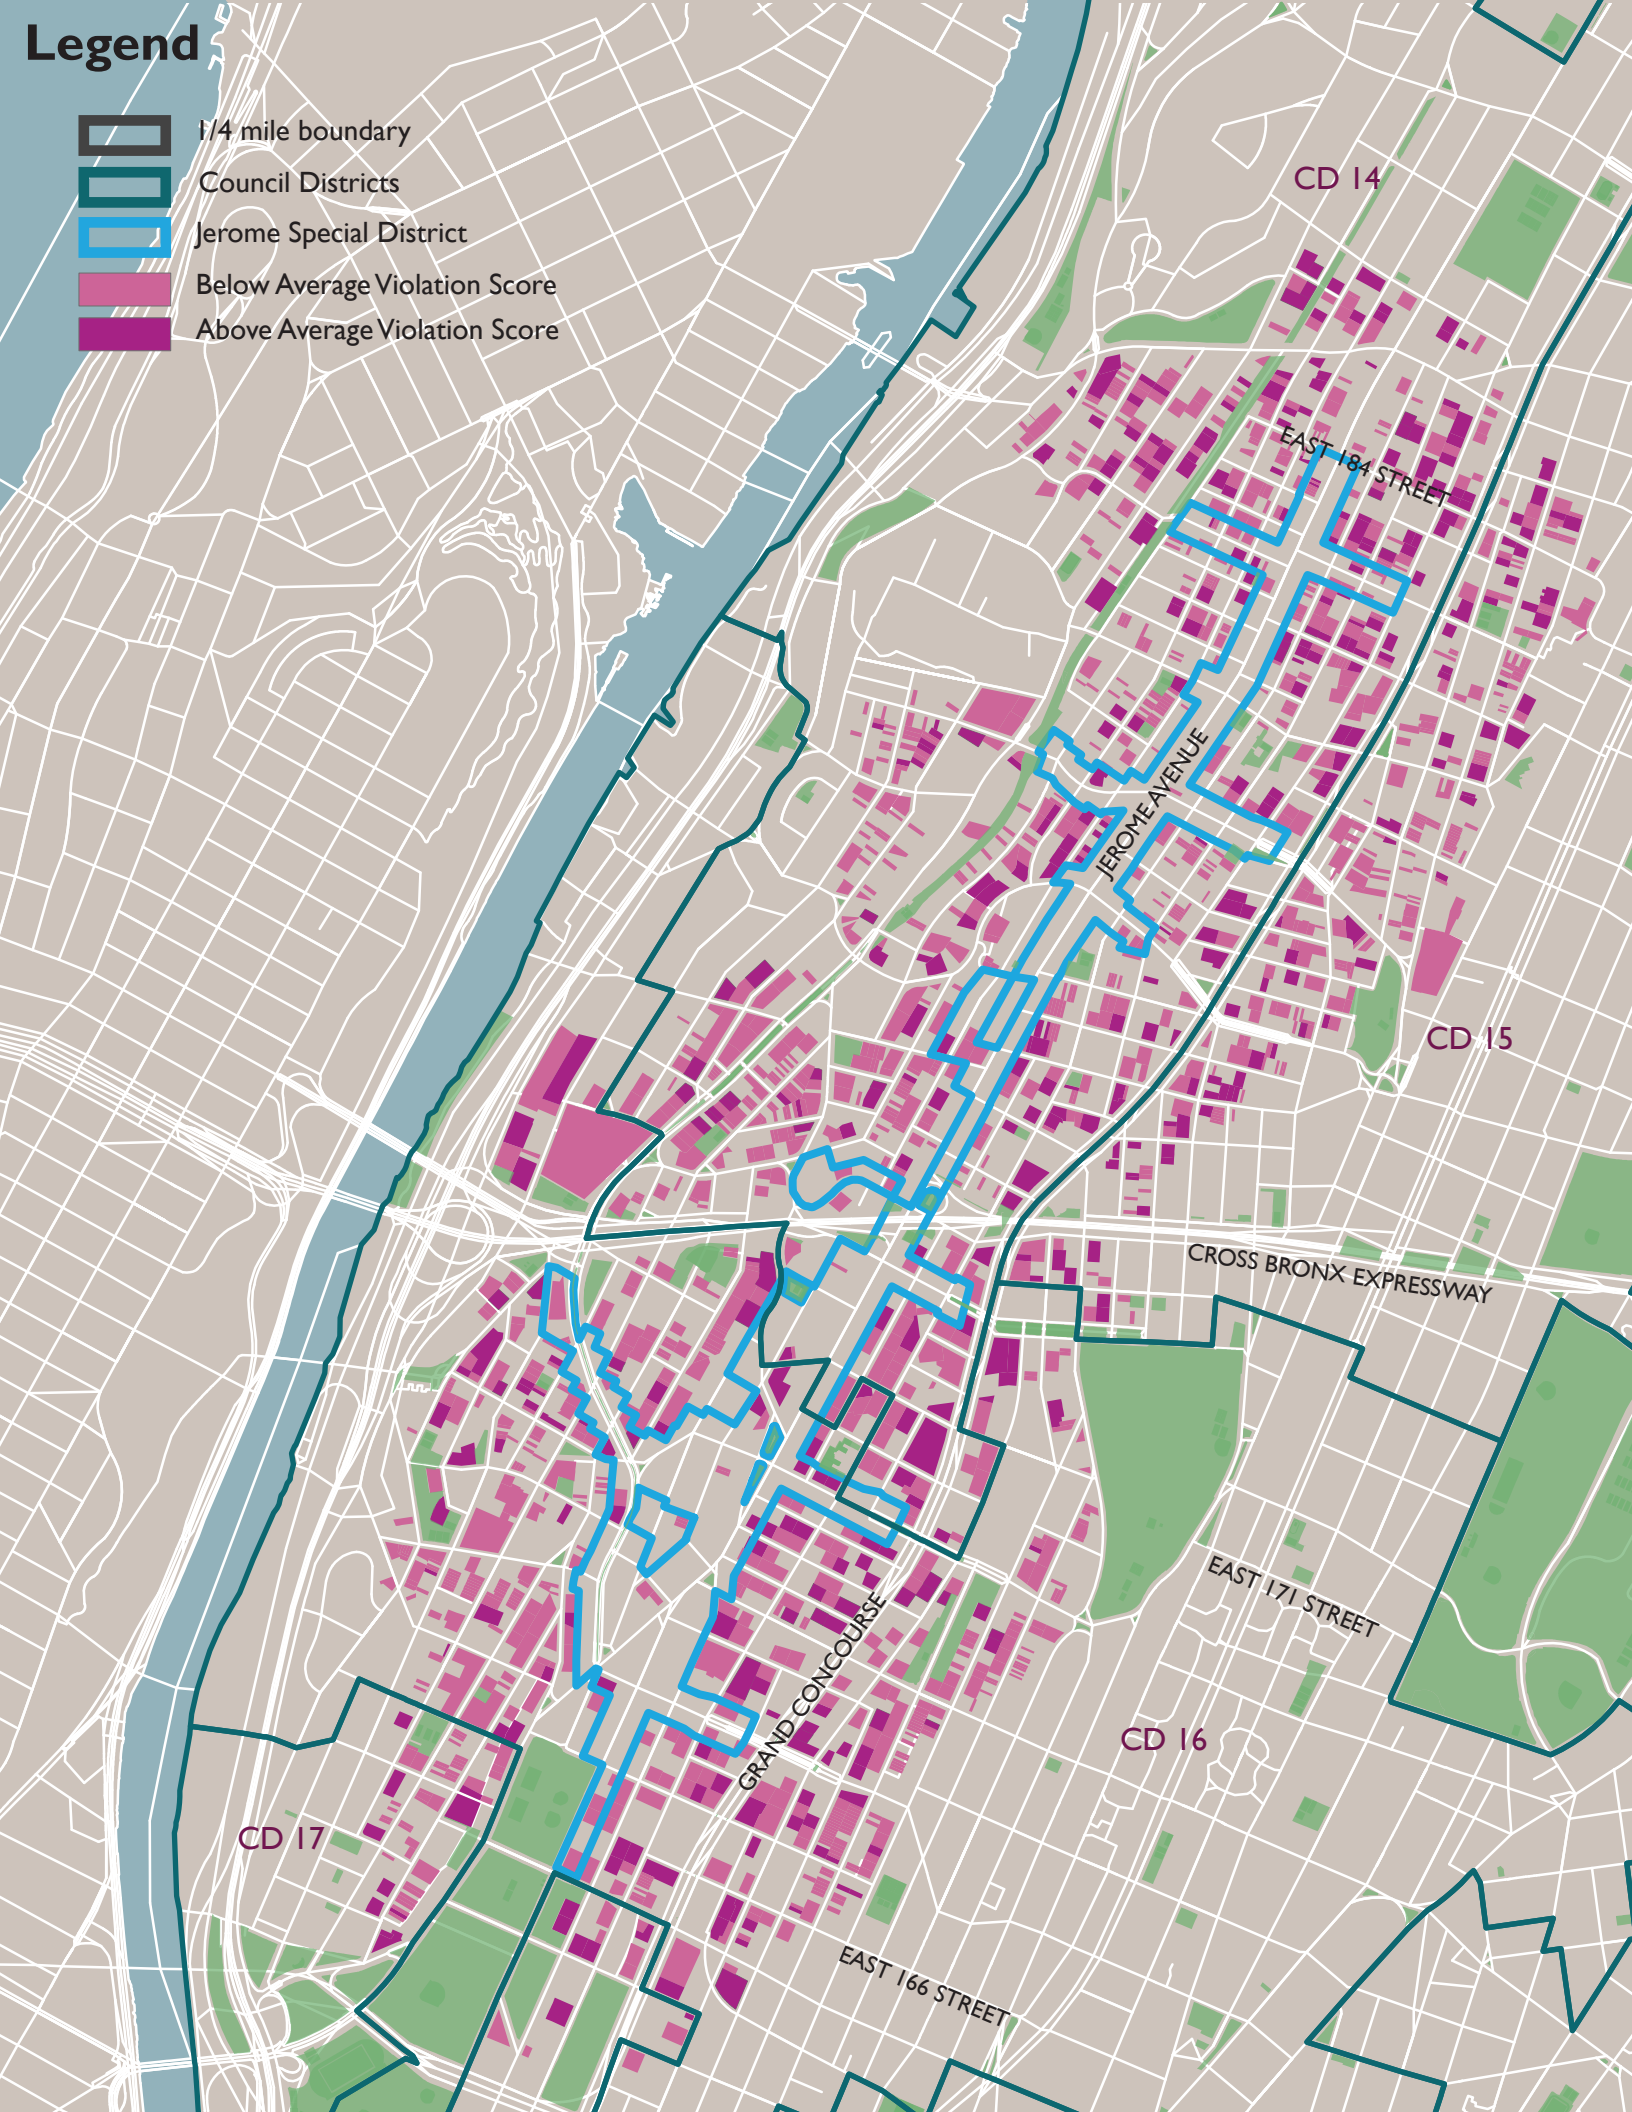 Legend
1/4 mile boundary
Council Districts
Jerome Special District
Below Average Violation Score
Above Average Violation Score
CD 14
EAST 184 STREET
JEROME AVENUE
CD 15
CROSS BRONX EXPRESSWAY
EAST 171 STREET
GRAND CONCOURSE
CD 16
CD 17
EAST 166 STREET